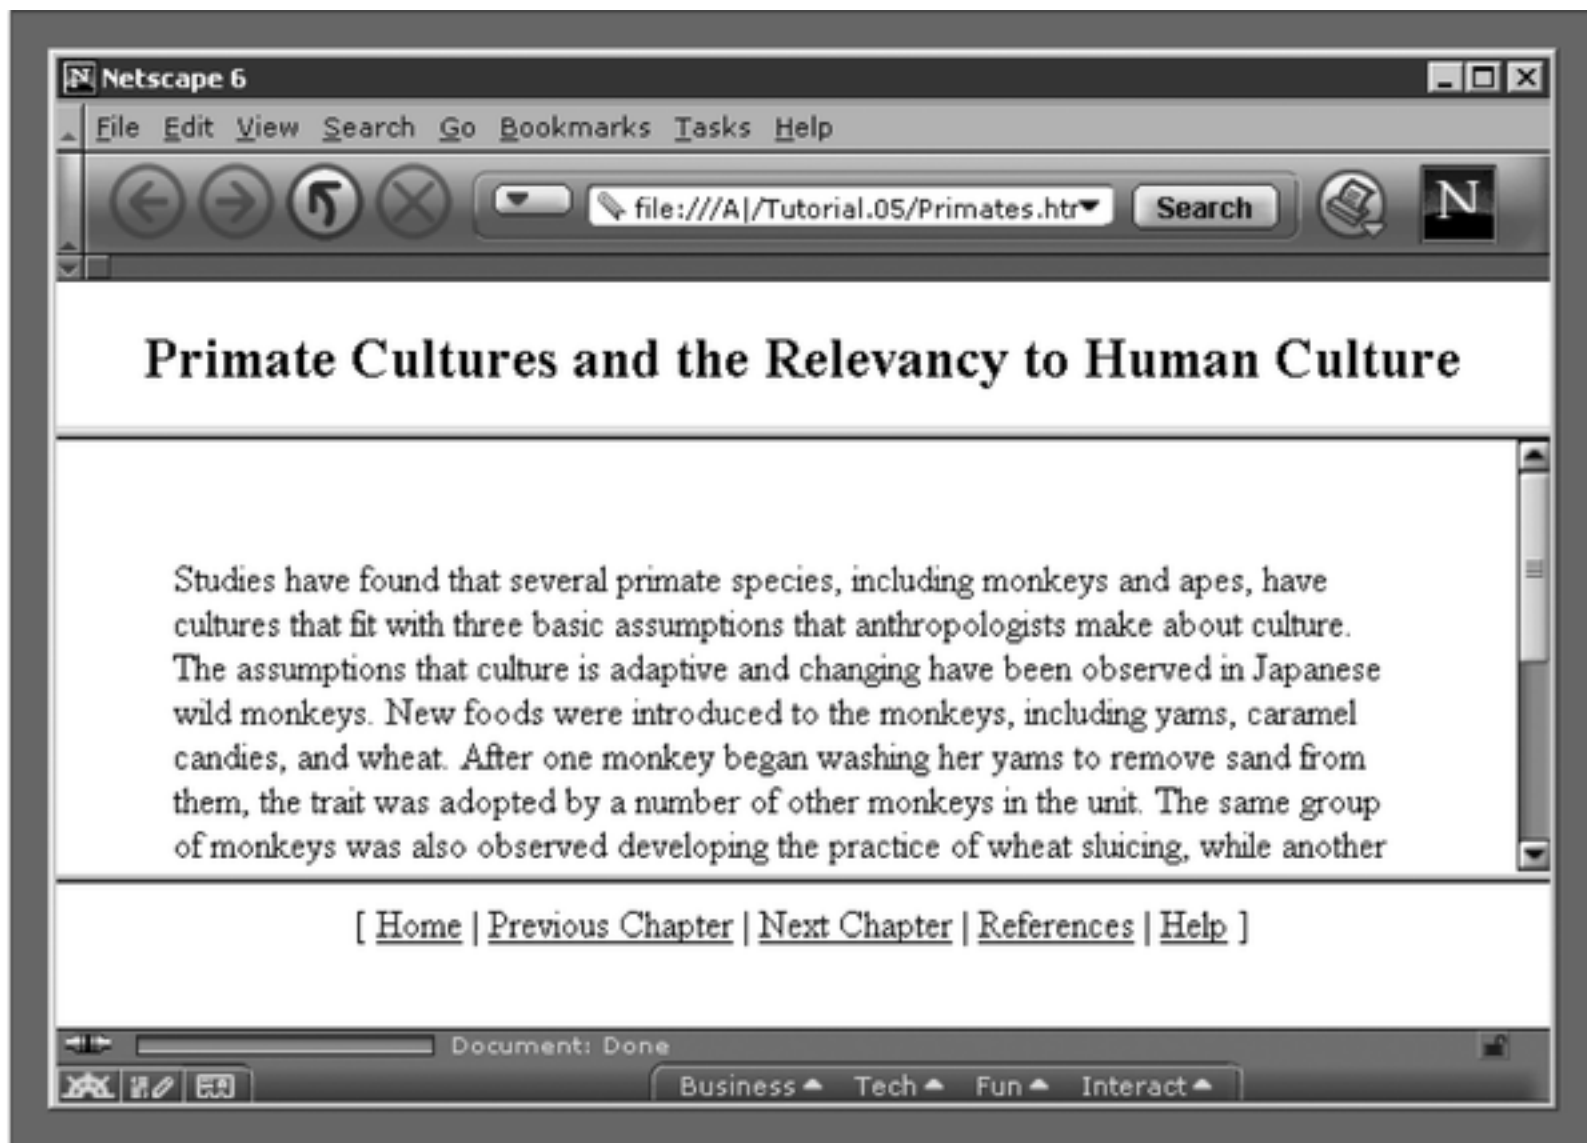 Netscape 6
File Edit View Search Go Bookmarks Tasks Help
file:///A|/Tutorial.05/Primates.htr Search N
Primate Cultures and the Relevancy to Human Culture
Studies have found that several primate species, including monkeys and apes, have
cultures that fit with three basic assumptions that anthropologists make about culture.
The assumptions that culture is adaptive and changing have been observed in Japanese
wild monkeys. New foods were introduced to the monkeys, including yams, caramel
candies, and wheat. After one monkey began washing her yams to remove sand from
them, the trait was adopted by a number of other monkeys in the unit. The same group
of monkeys was also observed developing the practice of wheat sluicing, while another
[ Home | Previous Chapter | Next Chapter | References | Help ]
Document: Done
Business Tech Fun Interact